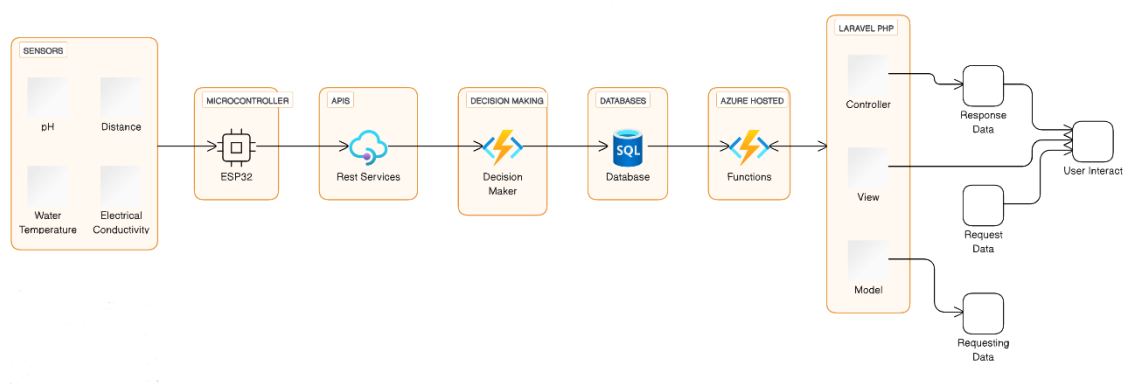 SENSORS
pH
Distance
Water
Temperature
Electrical
Conductivity
MICROCONTROLLER
ESP32
APIS
Rest Services
DECISION MAKING
Decision
Maker
DATABASES
SQL
Database
AZURE HOSTED
Functions
LARAVEL PHP
Controller
View
Model
Response
Data
User Interact
Request
Data
Requesting
Data